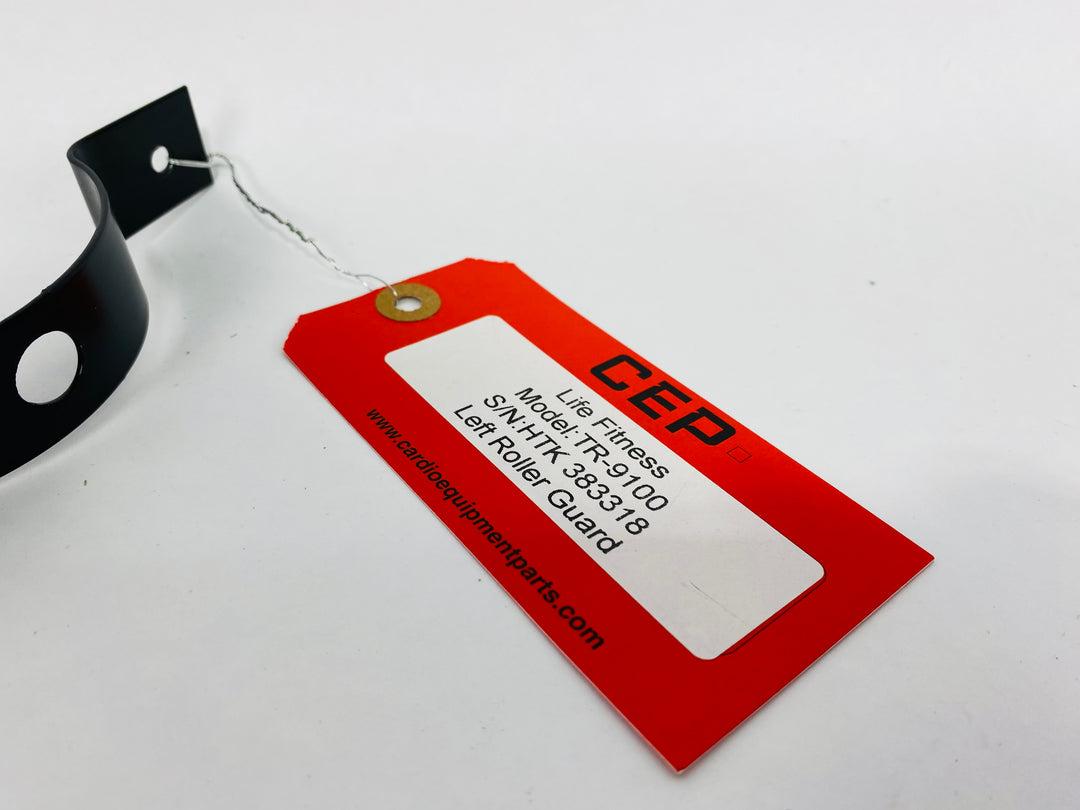 CEP
Life Fitness
Model:TR-9100
S/N:HTK 383318
Left Roller Guard
www.cardioequipmentparts.com